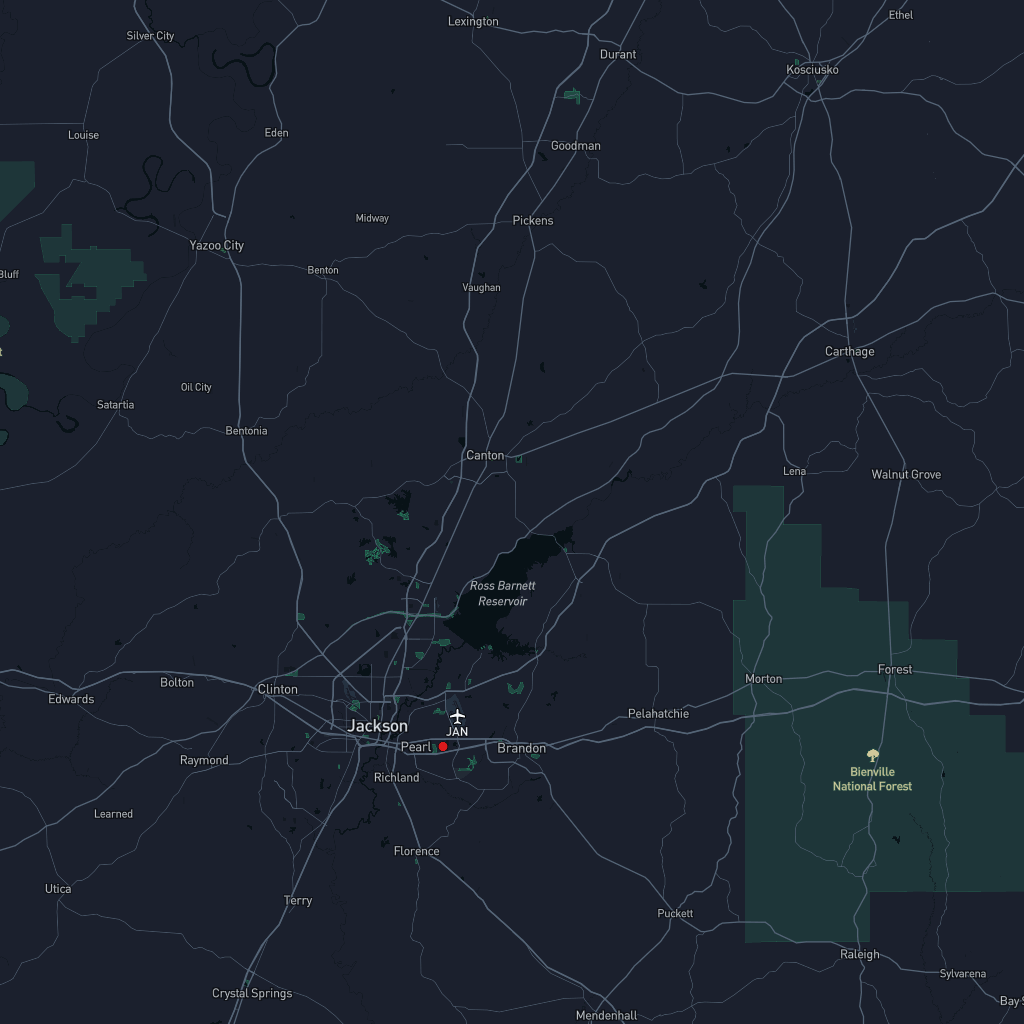 Lexington
Ethel
Silver City
Durant
Kosciusko
Louise
Eden
Goodman
Midway
Pickens
Yazoo City
Bluff
Benton
Vaughan
t
Carthage
Oil City
Satartia
Bentonia
Canton
Lena
Walnut Grove
Ross Barnett
Reservoir
Forest
Morton
Bolton
Clinton
Edwards
Pelahatchie
Jackson
JAN
Pearl
Brandon
Raymond
Richland
Bienville
National Forest
Learned
Florence
Utica
Terry
Puckett
Raleigh
Sylvarena
Crystal Springs
Bay S
Mendenhall